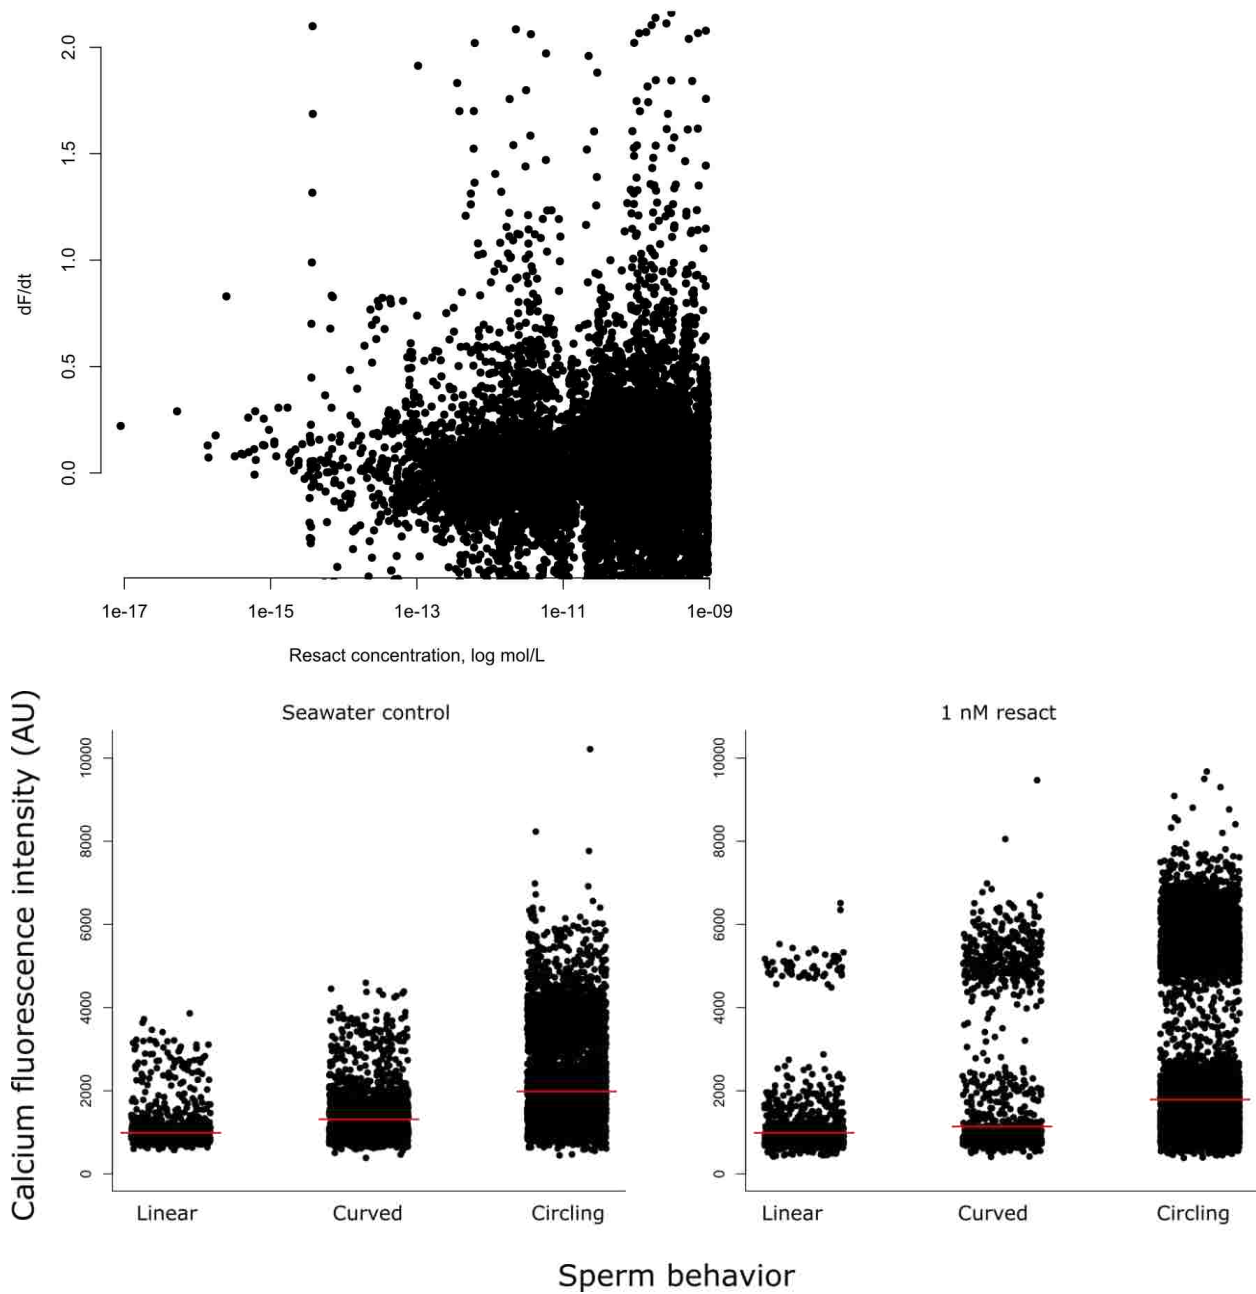 2.0
1.5
1.0
dF/dt
0.5
0.0
1e-17 1e-15 1e-13 1e-11 1e-09
Resact concentration, log mol/L
Calcium fluorescence intensity (AU)
Seawater control
10000
8000
6000
4000
2000
0
Linear Curved Circling
1 nM resact
10000
8000
6000
4000
2000
0
Linear Curved Circling
Sperm behavior